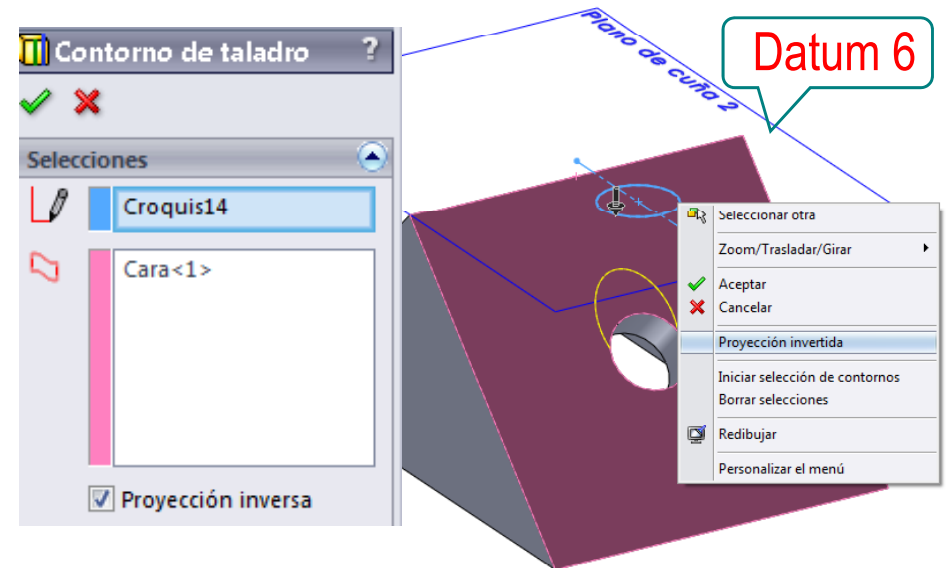 Contorno de taladro ?
Selecciones
Croquis14
Cara<1>
Proyección inversa
Plano de cuña 2
Datum 6
Seleccionar otra
Zoom/Trasladar/Girar
Aceptar
Cancelar
Proyección invertida
Iniciar selección de contornos
Borrar selecciones
Redibujar
Personalizar el menú